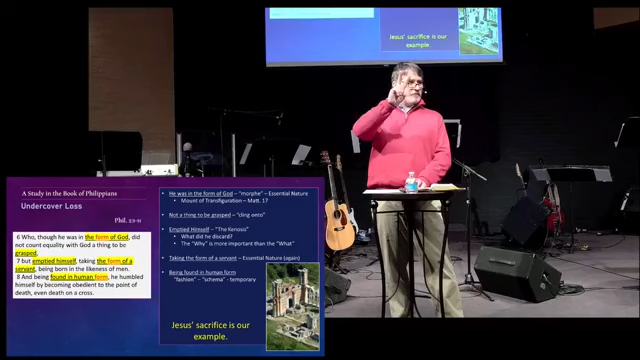 Jesus' sacrifice is our
example.
A Study in the Book of Philippians
Undercover Loss
Phil. 2:3-11
6 Who, though he was in the form of God, did
not count equality with God a thing to be
grasped,
7 but emptied himself, taking the form of a
servant, being born in the likeness of men.
8 And being found in human form, he humbled
himself by becoming obedient to the point of
death, even death on a cross.
He was in the form of God – "morphe" – Essential Nature
• Mount of Transfiguration – Matt. 17
Not a thing to be grasped – "cling onto"
Emptied Himself – "The Kenosis"
• What did he discard?
• The "Why" is more important than the "What"
Taking the form of a servant – Essential Nature (again)
Being found in human form
"fashion" – "schema" - temporary
Jesus' sacrifice is our
example.